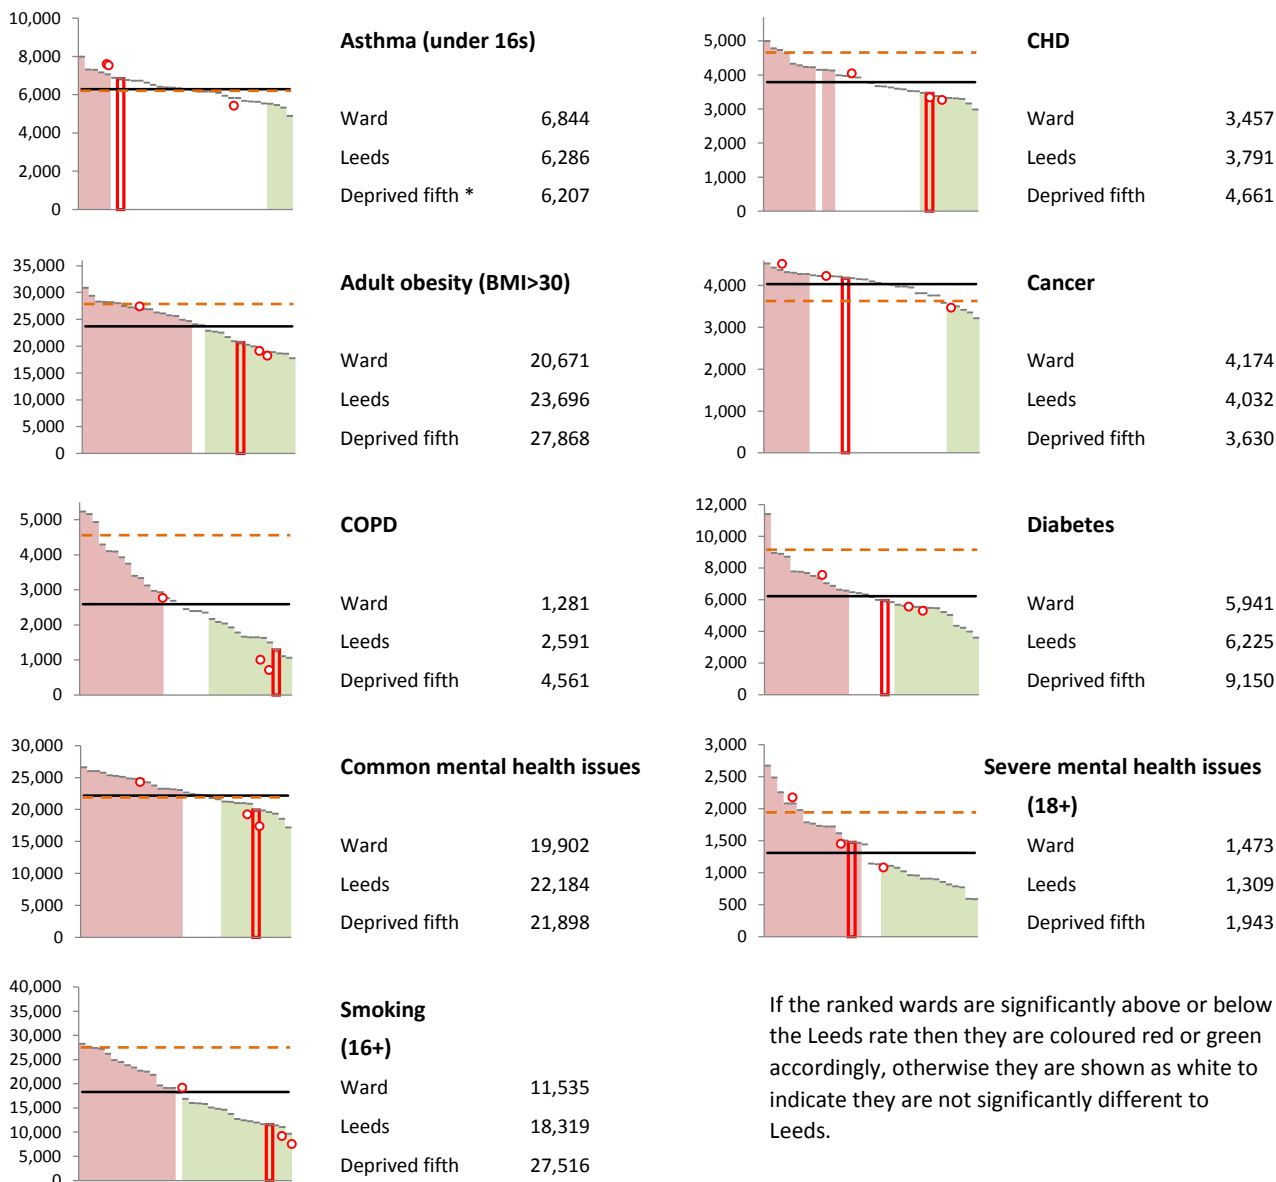 10,000
8,000
6,000
4,000
2,000
0
Asthma (under 16s)
Ward 6,844
Leeds 6,286
Deprived fifth * 6,207
5,000
4,000
3,000
2,000
1,000
0
CHD
Ward 3,457
Leeds 3,791
Deprived fifth 4,661
35,000
30,000
25,000
20,000
15,000
10,000
5,000
0
Adult obesity (BMI>30)
Ward 20,671
Leeds 23,696
Deprived fifth 27,868
4,000
3,000
2,000
1,000
0
Cancer
Ward 4,174
Leeds 4,032
Deprived fifth 3,630
5,000
4,000
3,000
2,000
1,000
0
COPD
Ward 1,281
Leeds 2,591
Deprived fifth 4,561
12,000
10,000
8,000
6,000
4,000
2,000
0
Diabetes
Ward 5,941
Leeds 6,225
Deprived fifth 9,150
30,000
25,000
20,000
15,000
10,000
5,000
0
Common mental health issues
Ward 19,902
Leeds 22,184
Deprived fifth 21,898
3,000
2,500
2,000
1,500
1,000
500
0
Severe mental health issues
(18+)
Ward 1,473
Leeds 1,309
Deprived fifth 1,943
40,000
35,000
30,000
25,000
20,000
15,000
10,000
5,000
0
Smoking
(16+)
Ward 11,535
Leeds 18,319
Deprived fifth 27,516
If the ranked wards are significantly above or below
the Leeds rate then they are coloured red or green
accordingly, otherwise they are shown as white to
indicate they are not significantly different to
Leeds.